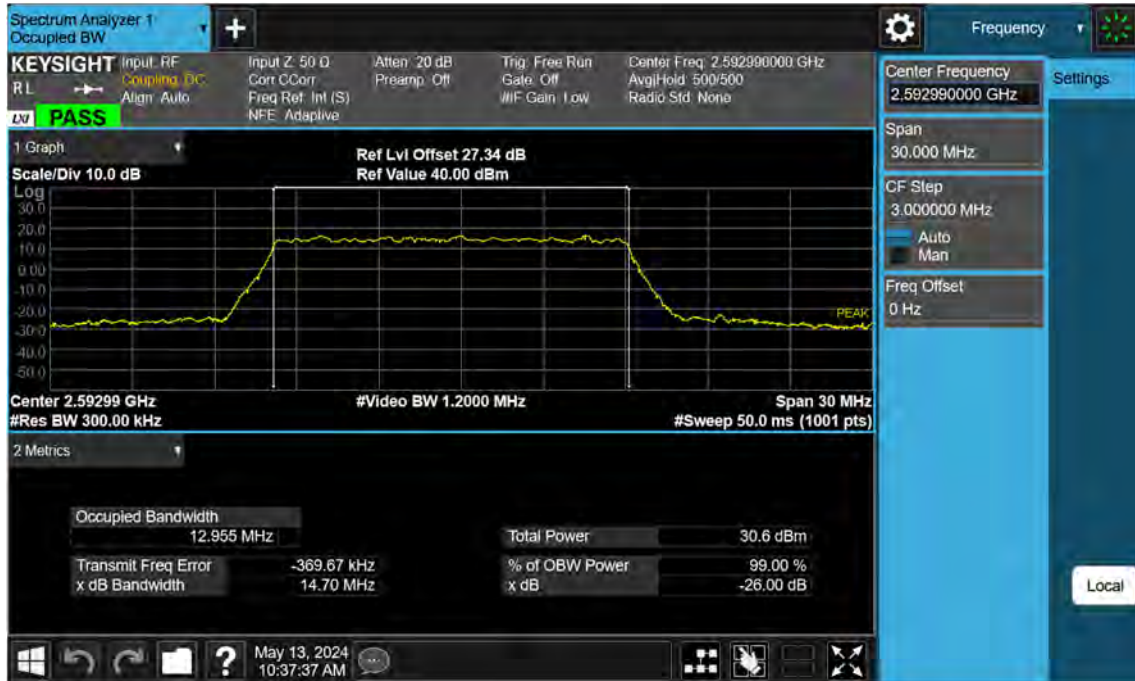 Spectrum Analyzer 1
Occupied BW
+
Frequency
KEYSIGHT
RL
LXI
PASS
Input: RF
Coupling: DC
Align: Auto
Input Z: 50 Ω
Corr CCorr
Freq Ref: Int (S)
NFE: Adaptive
Atten: 20 dB
Preamp: Off
Trig: Free Run
Gate: Off
#IF Gain: Low
Center Freq: 2.592990000 GHz
Avg|Hold: 500/500
Radio Std: None
Center Frequency
2.592990000 GHz
Settings
Span
30.000 MHz
CF Step
3.000000 MHz
Auto
Man
Freq Offset
0 Hz
Local
1 Graph
Scale/Div 10.0 dB
Ref Lvl Offset 27.34 dB
Ref Value 40.00 dBm
Log
30.0
20.0
10.0
0.00
-10.0
-20.0
-30.0
-40.0
-50.0
PEAK
Center 2.59299 GHz
#Video BW 1.2000 MHz
Span 30 MHz
#Res BW 300.00 kHz
#Sweep 50.0 ms (1001 pts)
2 Metrics
Occupied Bandwidth
12.955 MHz
Total Power 30.6 dBm
Transmit Freq Error -369.67 kHz
% of OBW Power 99.00 %
x dB Bandwidth 14.70 MHz
x dB -26.00 dB
?
May 13, 2024
10:37:37 AM